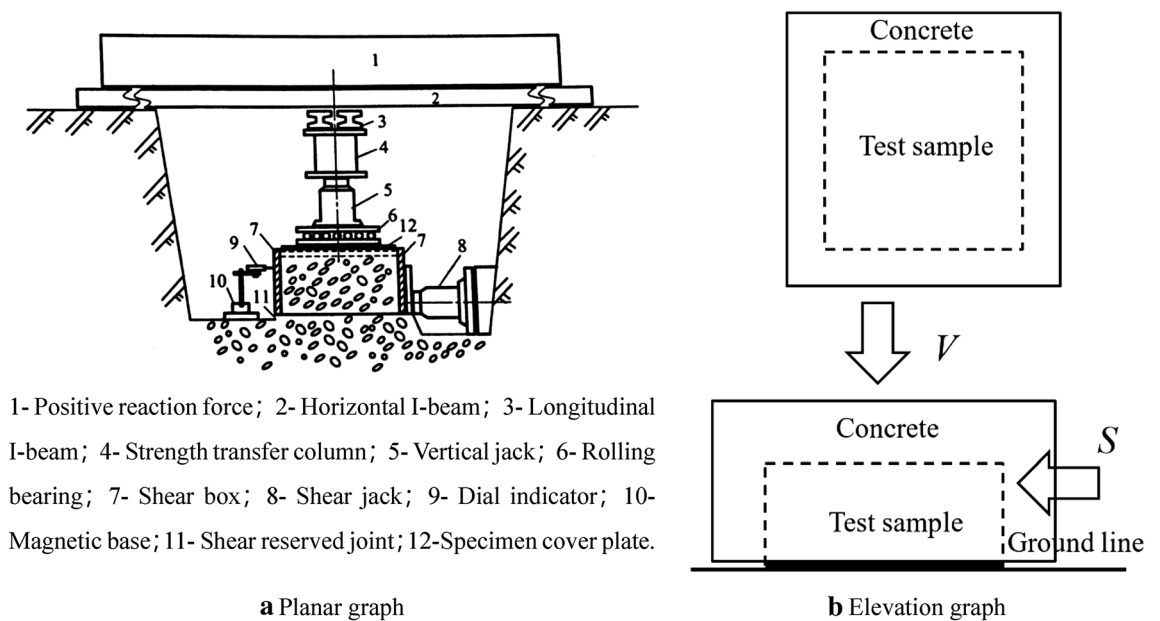 1
2
3
4
5
6
12
7
7
8
9
10
11
1- Positive reaction force; 2- Horizontal I-beam; 3- Longitudinal
I-beam; 4- Strength transfer column; 5- Vertical jack; 6- Rolling
bearing; 7- Shear box; 8- Shear jack; 9- Dial indicator; 10-
Magnetic base; 11- Shear reserved joint; 12-Specimen cover plate.
a Planar graph
Concrete
Test sample
V
Concrete
S
Test sample
Ground line
b Elevation graph